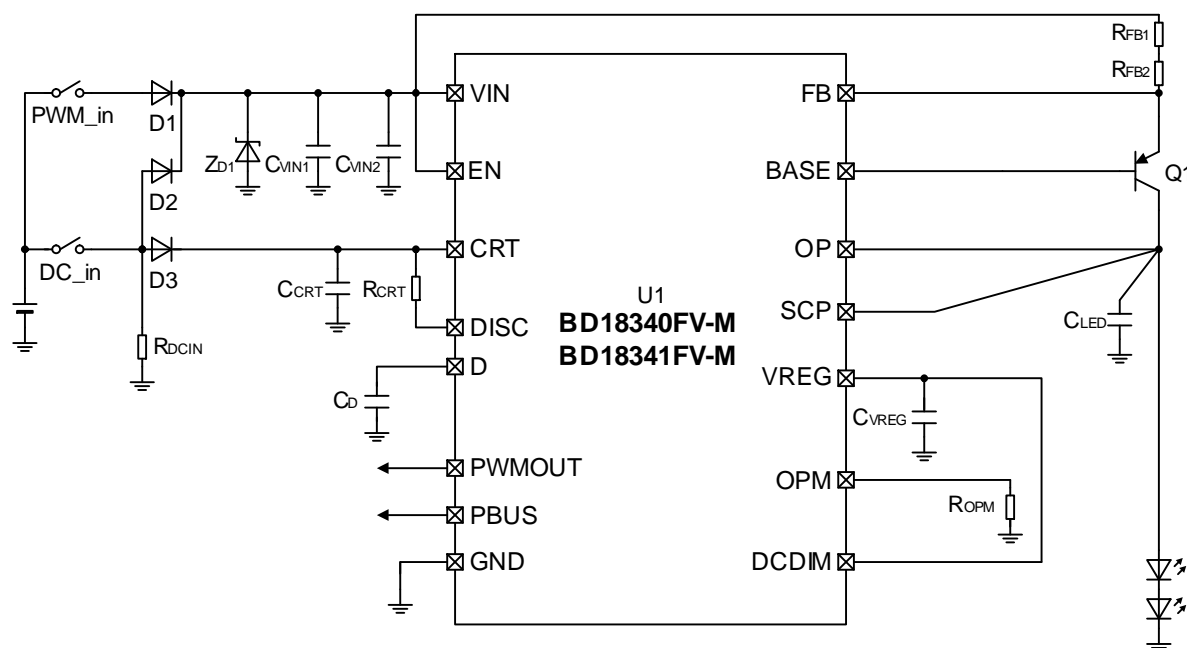 RFB1
VIN
FB
RFB2
PWM_in
D1
ZD1
CVIN1
CVIN2
D2
EN
BASE
Q1
DC_in
D3
CRT
OP
CCRT
RCRT
U1
BD18340FV-M
BD18341FV-M
SCP
CLED
RDCIN
DISC
D
CD
VREG
CVREG
PWMOUT
OPM
ROPM
PBUS
GND
DCDIM